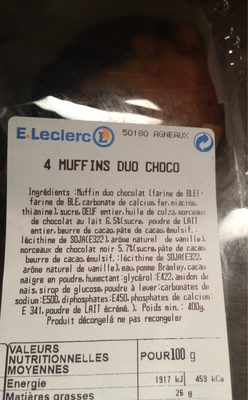 E.Leclerc L 50180 AGNEAUX
4 MUFFINS DUO CHOCO
Ingrédients :Muffin duo chocolat (farine de BLE(-
farine de BLE, carbonate de calcium, fer, niacine,
thiamine), sucre, OEUF entier, huile de colza, morceaux
de chocolat au lait 6.5%(sucre, poudre de LAIT
entier, beurre de cacao, pâte de cacao, émulsif. :
lécithine de SOJA(E322), arôme naturel de vanille),
morceaux de chocolat noir 5.7%(sucre, pâte de cacao,
beurre de cacao, émulsif. :lécithine de SOJA(E322),
arôme naturel de vanille), eau, pomme Bramley, cacao
maigre en poudre, humectant:glycérol:E422, amidon de
maïs, sirop de glucose, poudre à lever:carbonates de
sodium:E500, diphosphates:E450, phosphates de calcium:
E 341, poudre de LAIT écrémé, ). Poids min.: 400g.
Produit décongelé ne pas recongeler
VALEURS
NUTRITIONNELLES
MOYENNES
POUR100 g
Energie 1917 kJ 459 kCa
Matières grasses 26 g